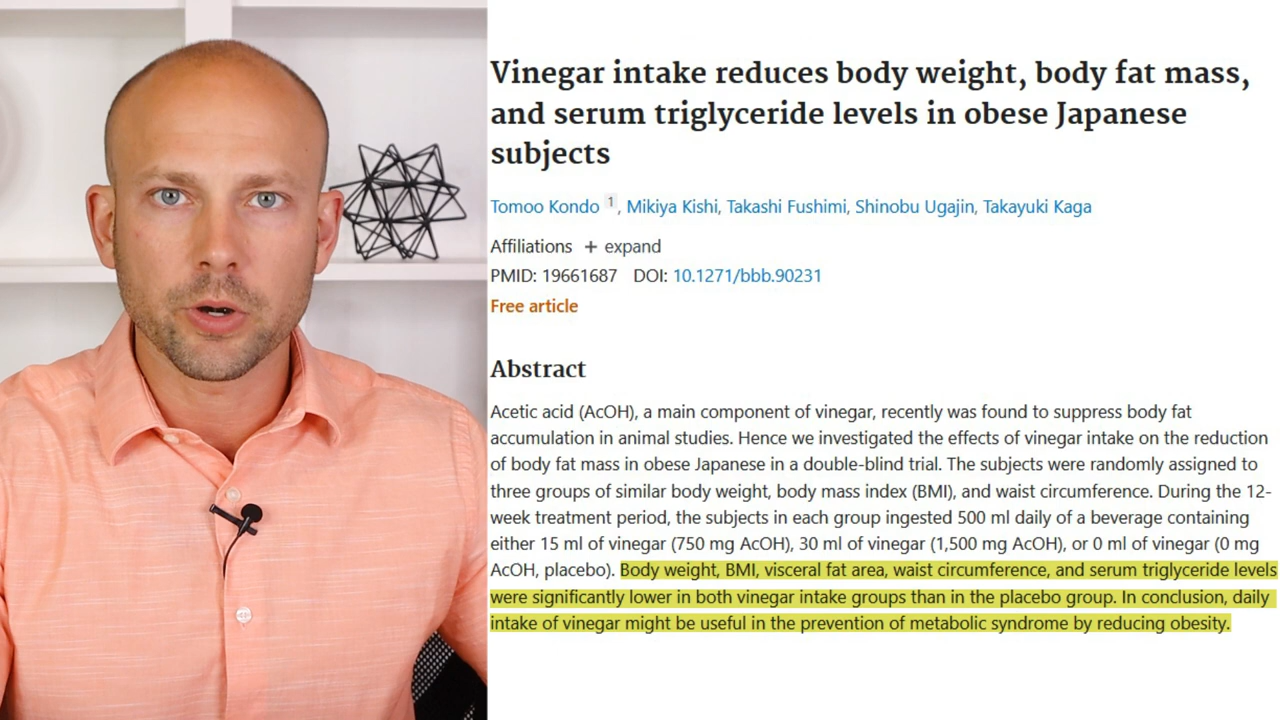 Vinegar intake reduces body weight, body fat mass,
and serum triglyceride levels in obese Japanese
subjects
Tomoo Kondo 1, Mikiya Kishi, Takashi Fushimi, Shinobu Ugajin, Takayuki Kaga
Affiliations + expand
PMID: 19661687 DOI: 10.1271/bbb.90231
Free article
Abstract
Acetic acid (AcOH), a main component of vinegar, recently was found to suppress body fat
accumulation in animal studies. Hence we investigated the effects of vinegar intake on the reduction
of body fat mass in obese Japanese in a double-blind trial. The subjects were randomly assigned to
three groups of similar body weight, body mass index (BMI), and waist circumference. During the 12-
week treatment period, the subjects in each group ingested 500 ml daily of a beverage containing
either 15 ml of vinegar (750 mg AcOH), 30 ml of vinegar (1,500 mg AcOH), or 0 ml of vinegar (0 mg
AcOH, placebo). Body weight, BMI, visceral fat area, waist circumference, and serum triglyceride levels
were significantly lower in both vinegar intake groups than in the placebo group. In conclusion, daily
intake of vinegar might be useful in the prevention of metabolic syndrome by reducing obesity.